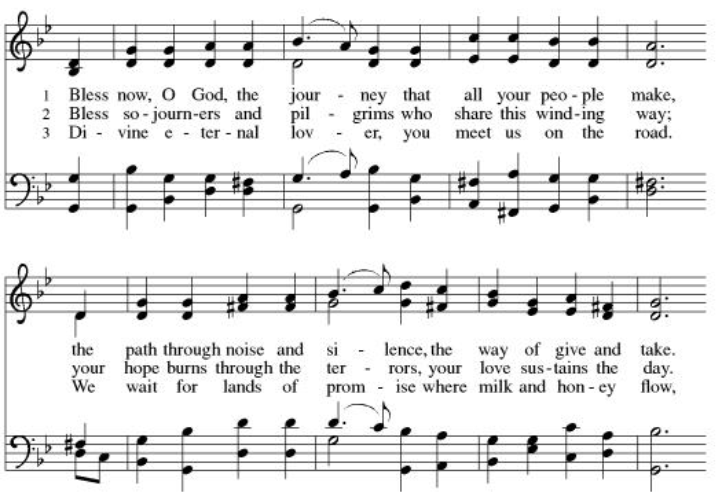 1 Bless now, O God, the jour - ney that all your peo - ple make,
2 Bless so - journ - ers and pil - grims who share this wind - ing way;
3 Di - vine e - ter - nal lov - er, you meet us on the road.
the path through noise and si - lence, the way of give and take.
your hope burns through the ter - rors, your love sus - tains the day.
We wait for lands of prom - ise where milk and hon - ey flow,